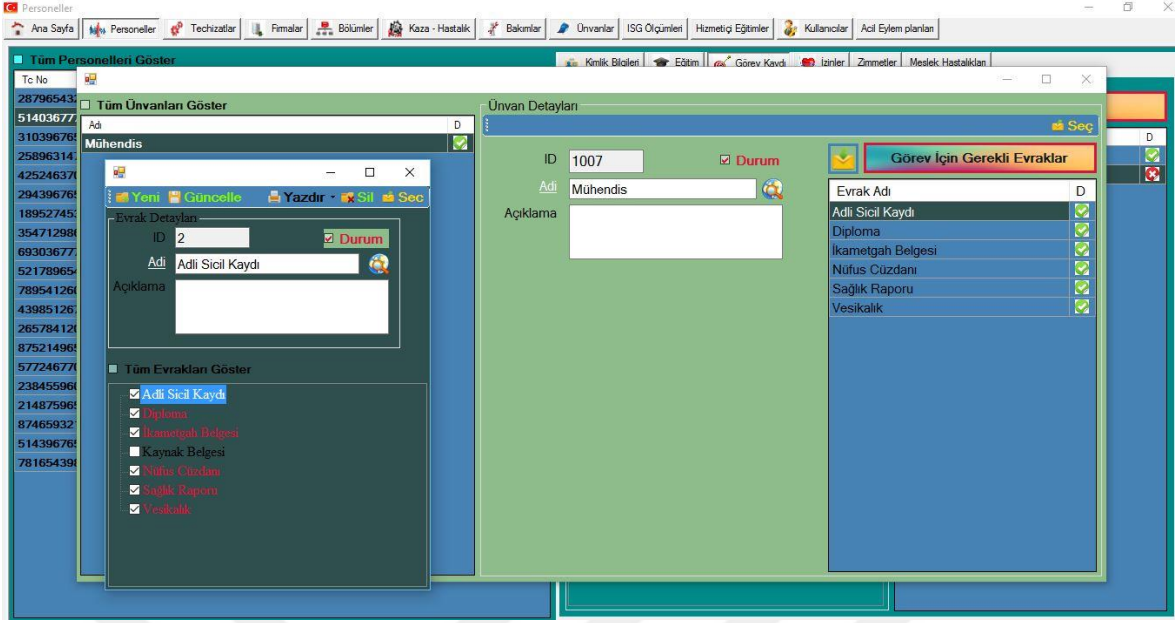 Personeller
Ana Sayfa Personeller Techizatlar Firmalar Bölümler Kaza - Hastalık Bakımlar Ünvanlar ISG Ölçümleri Hizmetiçi Eğitimler Kullanıcılar Acil Eylem planları
Tüm Personelleri Göster
Kimlik Bilgileri Eğitim Görev Kaydı İzinler Zimmetler Meslek Hastalıkları
Tc No
D
Tüm Ünvanları Göster
Adı D
Mühendis
Ünvan Detayları
Seç
ID 1007 Durum
Adi Mühendis
Açıklama
Görev İçin Gerekli Evraklar
Evrak Adı D
Adli Sicil Kaydı
Diploma
İkametgah Belgesi
Nüfus Cüzdanı
Sağlık Raporu
Vesikalık
Yeni Güncelle Yazdır - Sil Seç
Evrak Detayları
ID 2 Durum
Adi Adli Sicil Kaydı
Açıklama
Tüm Evrakları Göster
Adli Sicil Kaydı
Diploma
İkametgah Belgesi
Kaynak Belgesi
Nüfus Cüzdanı
Sağlık Raporu
Vesikalık